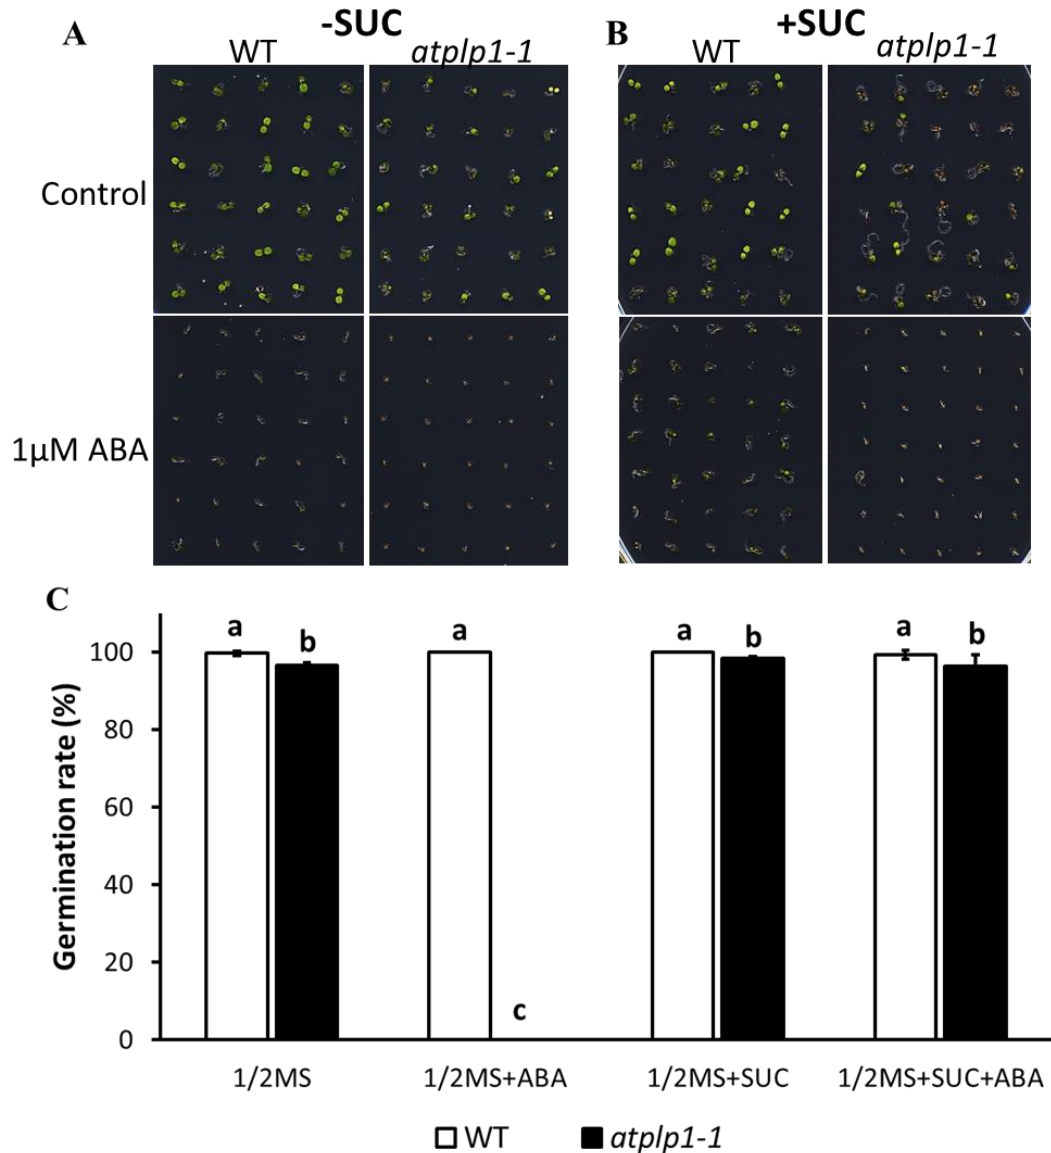 A -SUC B +SUC
WT atplp1-1 WT atplp1-1
Control
1µM ABA
C
a b a c a b a b
Germination rate (%)
100
80
60
40
20
0
1/2MS 1/2MS+ABA 1/2MS+SUC 1/2MS+SUC+ABA
WT atplp1-1